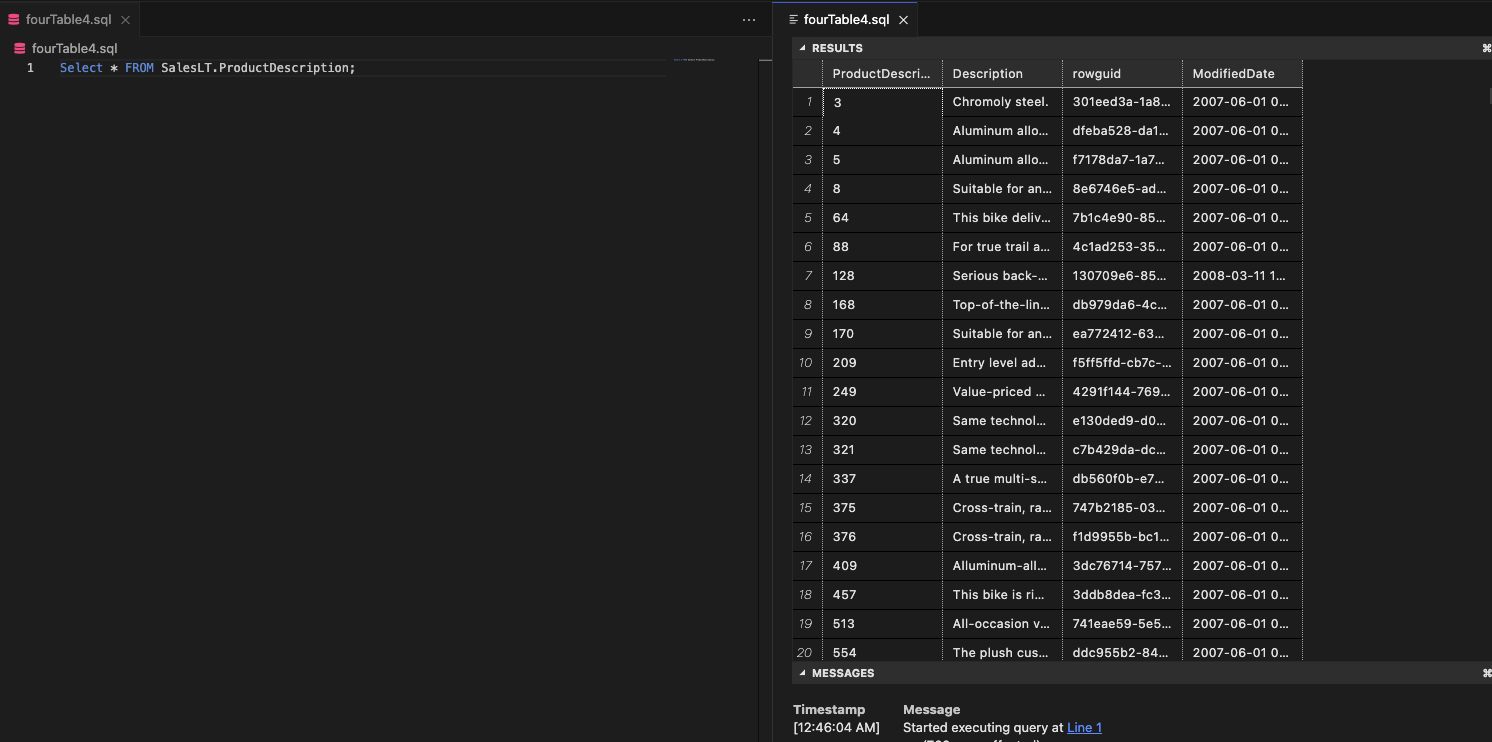 fourTable4.sql
fourTable4.sql
1 Select * FROM SalesLT.ProductDescription;
fourTable4.sql
RESULTS
ProductDescri... Description rowguid ModifiedDate
1 3 Chromoly steel. 301eed3a-1a8... 2007-06-01 0...
2 4 Aluminum allo... dfeba528-da1... 2007-06-01 0...
3 5 Aluminum allo... f7178da7-1a7... 2007-06-01 0...
4 8 Suitable for an... 8e6746e5-ad... 2007-06-01 0...
5 64 This bike deliv... 7b1c4e90-85... 2007-06-01 0...
6 88 For true trail a... 4c1ad253-35... 2007-06-01 0...
7 128 Serious back-... 130709e6-85... 2008-03-11 1...
8 168 Top-of-the-lin... db979da6-4c... 2007-06-01 0...
9 170 Suitable for an... ea772412-63... 2007-06-01 0...
10 209 Entry level ad... f5ff5ffd-cb7c-... 2007-06-01 0...
11 249 Value-priced ... 4291f144-769... 2007-06-01 0...
12 320 Same technol... e130ded9-d0... 2007-06-01 0...
13 321 Same technol... c7b429da-dc... 2007-06-01 0...
14 337 A true multi-s... db560f0b-e7... 2007-06-01 0...
15 375 Cross-train, ra... 747b2185-03... 2007-06-01 0...
16 376 Cross-train, ra... f1d9955b-bc1... 2007-06-01 0...
17 409 Alluminum-all... 3dc76714-757... 2007-06-01 0...
18 457 This bike is ri... 3ddb8dea-fc3... 2007-06-01 0...
19 513 All-occasion v... 741eae59-5e5... 2007-06-01 0...
20 554 The plush cus... ddc955b2-84... 2007-06-01 0...
MESSAGES
Timestamp Message
[12:46:04 AM] Started executing query at Line 1